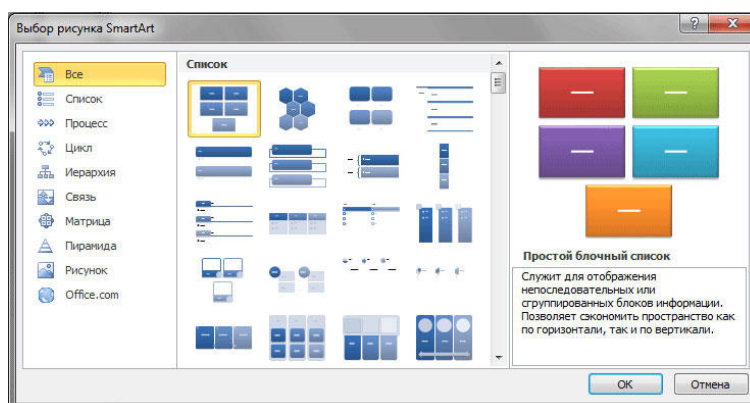 Выбор рисунка SmartArt
Все
Список
Процесс
Цикл
Иерархия
Связь
Матрица
Пирамида
Рисунок
Office.com
Список
Простой блочный список
Служит для отображения
непоследовательных или
сгруппированных блоков информации.
Позволяет сэкономить пространство как
по горизонтали, так и по вертикали.
ОК
Отмена